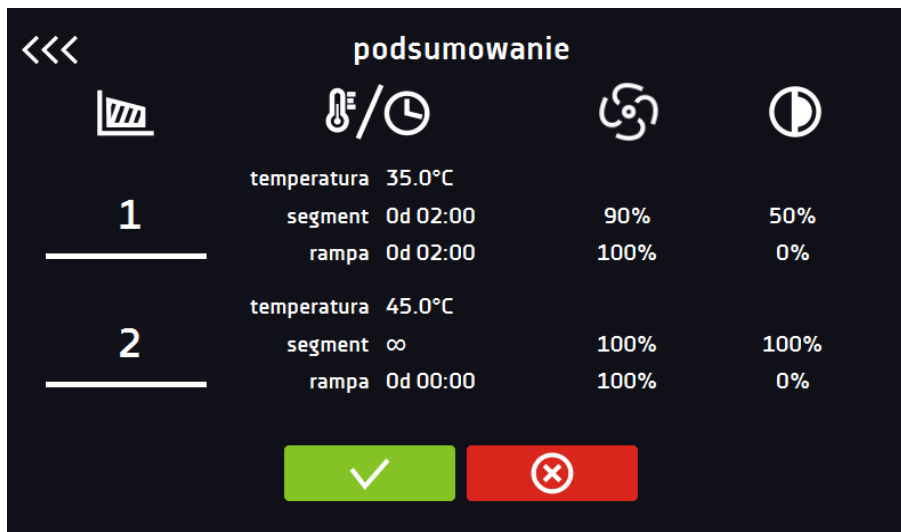 <<< podsumowanie
temperatura 35.0°C
1 segment 0d 02:00 90% 50%
rampa 0d 02:00 100% 0%
temperatura 45.0°C
2 segment ∞ 100% 100%
rampa 0d 00:00 100% 0%